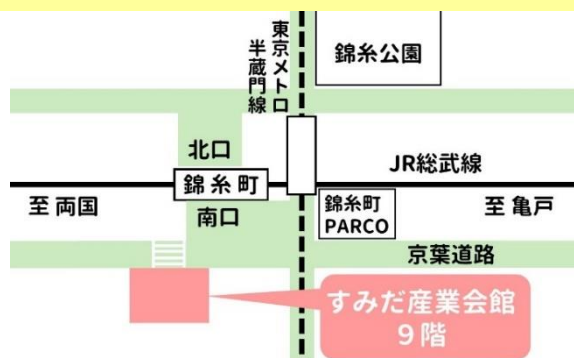 東京メトロ
半蔵門線
錦糸公園
北口
JR総武線
錦糸町
至 両国
南口
錦糸町
PARCO
至 亀戸
京葉道路
すみだ産業会館
９階